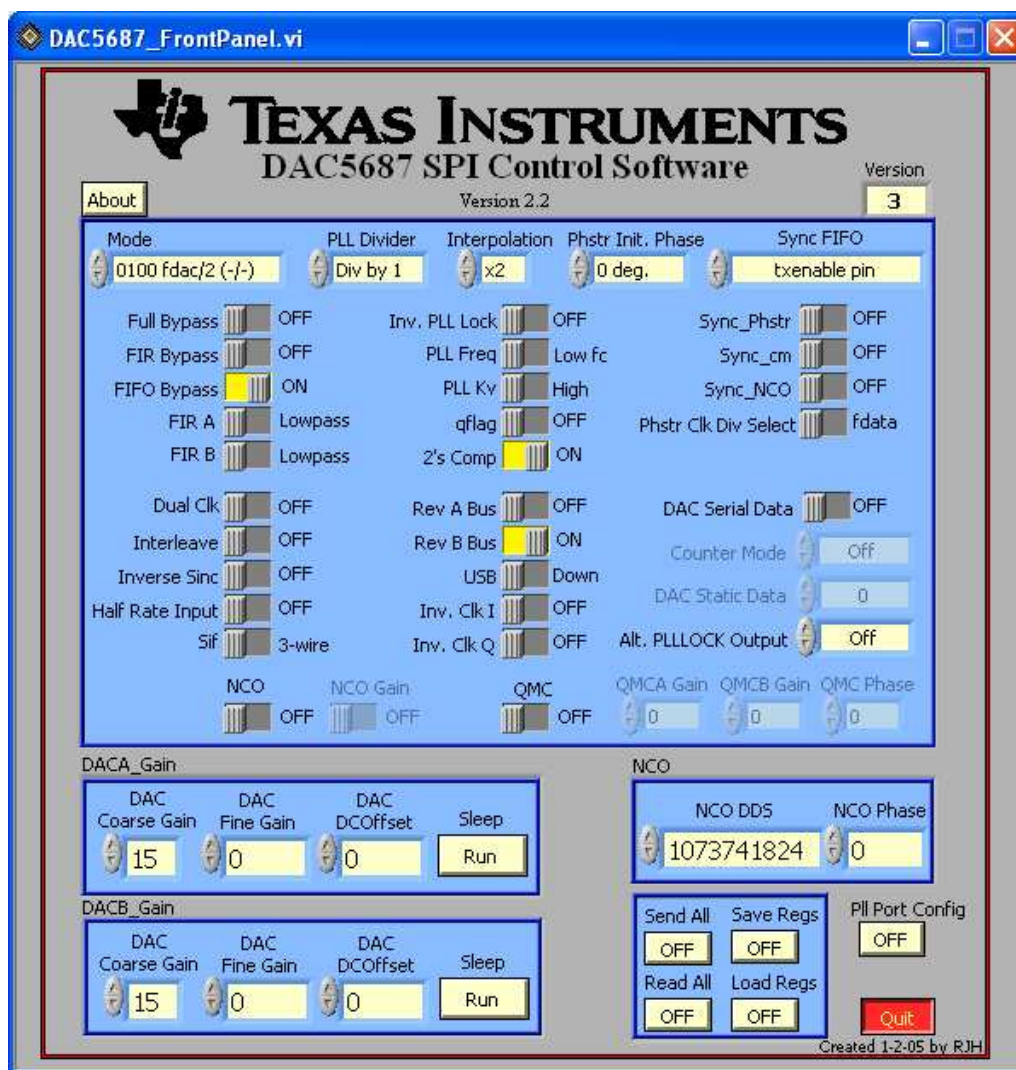 DAC5687_FrontPanel.vi
TEXAS INSTRUMENTS
DAC5687 SPI Control Software
About
Version 2.2
Version
3
Mode PLL Divider Interpolation Phstr Init. Phase Sync FIFO
0100 fdac/2 (-/-) Div by 1 x2 0 deg. txenable pin
Full Bypass OFF Inv. PLL Lock OFF Sync_Phstr OFF
FIR Bypass OFF PLL Freq Low fc Sync_cm OFF
FIFO Bypass ON PLL Kv High Sync_NCO OFF
FIR A Lowpass qflag OFF Phstr Clk Div Select fdata
FIR B Lowpass 2's Comp ON
Dual Clk OFF Rev A Bus OFF DAC Serial Data OFF
Interleave OFF Rev B Bus ON Counter Mode Off
Inverse Sinc OFF USB Down DAC Static Data 0
Half Rate Input OFF Inv. Clk I OFF Alt. PLLLOCK Output Off
Sif 3-wire Inv. Clk Q OFF
NCO NCO Gain QMC QMCA Gain QMCB Gain QMC Phase
OFF OFF OFF 0 0 0
DACA_Gain
DAC Coarse Gain DAC Fine Gain DAC DCOffset Sleep
15 0 0 Run
NCO
NCO DDS NCO Phase
1073741824 0
DACB_Gain
DAC Coarse Gain DAC Fine Gain DAC DCOffset Sleep
15 0 0 Run
Send All Save Regs Pll Port Config
OFF OFF OFF
Read All Load Regs
OFF OFF Quit
Created 1-2-05 by RJH